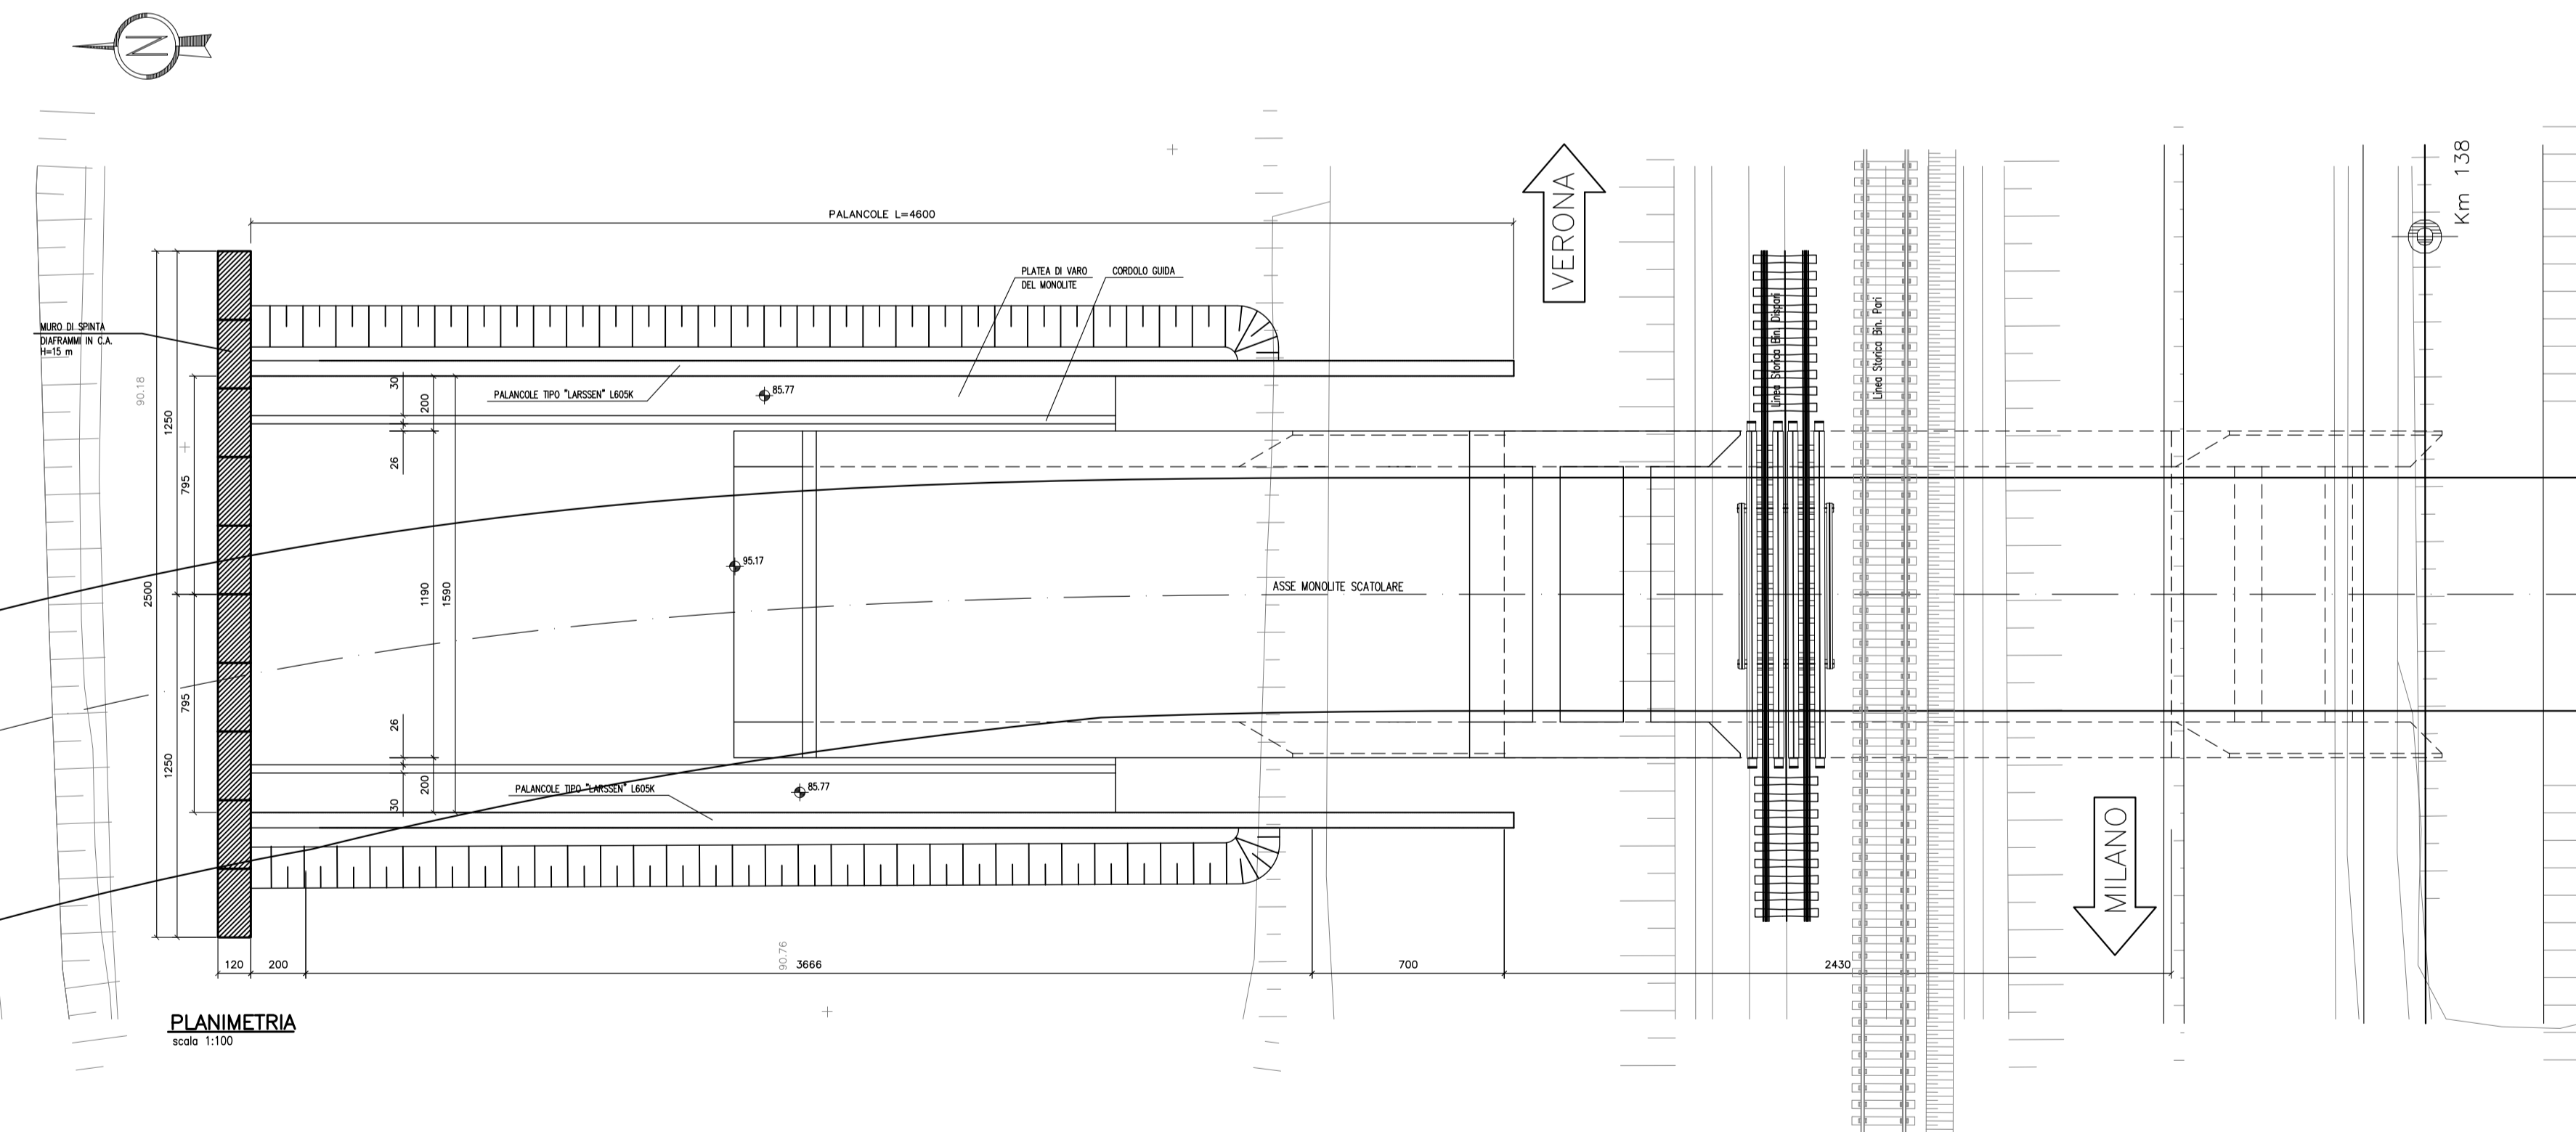 N
Km 138
VERONA
PALANCOLE L=4600
PLATEA DI VARO
DEL MONOLITE
CORDOLO GUIDA
MURO DI SPINTA
DIAFRAMMI IN C.A.
H=15 m
90.18
Linea Storica Bin. Dispari
Linea Storica Bin. Pari
PALANCOLE TIPO "LARSSEN" L605K
85.77
30
200
1250
26
795
95.17
2500
1190
1590
ASSE MONOLITE SCATOLARE
795
26
1250
200
30
PALANCOLE TIPO "LARSSEN" L605K
85.77
MILANO
90.76
120
200
3666
700
2430
PLANIMETRIA
scala 1:100